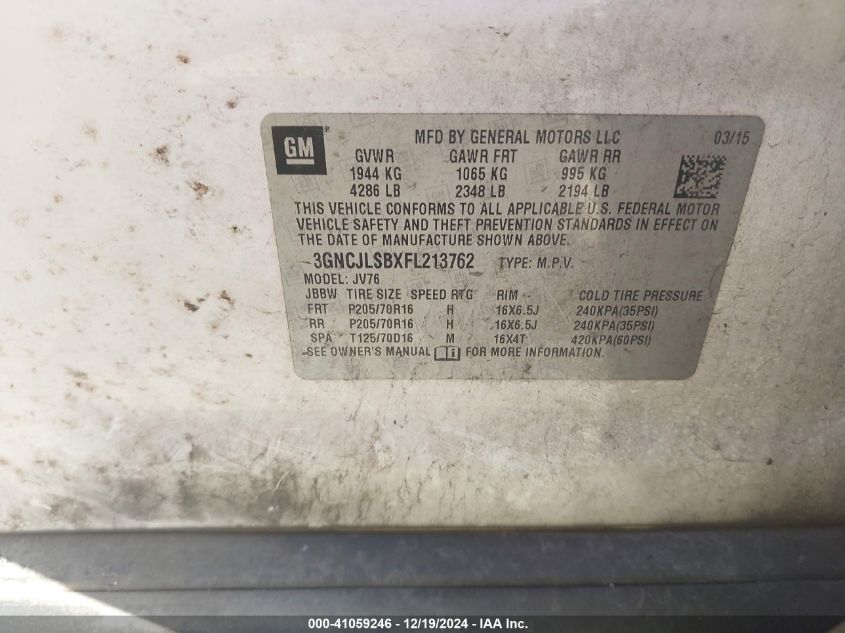 GM
MFD BY GENERAL MOTORS LLC 03/15
GVWR GAWR FRT GAWR RR
1944 KG 1065 KG 995 KG
4286 LB 2348 LB 2194 LB
THIS VEHICLE CONFORMS TO ALL APPLICABLE U.S. FEDERAL MOTOR
VEHICLE SAFETY AND THEFT PREVENTION STANDARDS IN EFFECT ON
THE DATE OF MANUFACTURE SHOWN ABOVE.
3GNCJLSBXFL213762 TYPE: M.P.V.
MODEL: JV76
JBBW TIRE SIZE SPEED RTG RIM COLD TIRE PRESSURE
FRT P205/70R16 H 16X6.5J 240KPA(35PSI)
RR P205/70R16 H 16X6.5J 240KPA(35PSI)
SPA T125/70D16 M 16X4T 420KPA(60PSI)
SEE OWNER'S MANUAL FOR MORE INFORMATION.
000-41059246 - 12/19/2024 - IAA Inc.